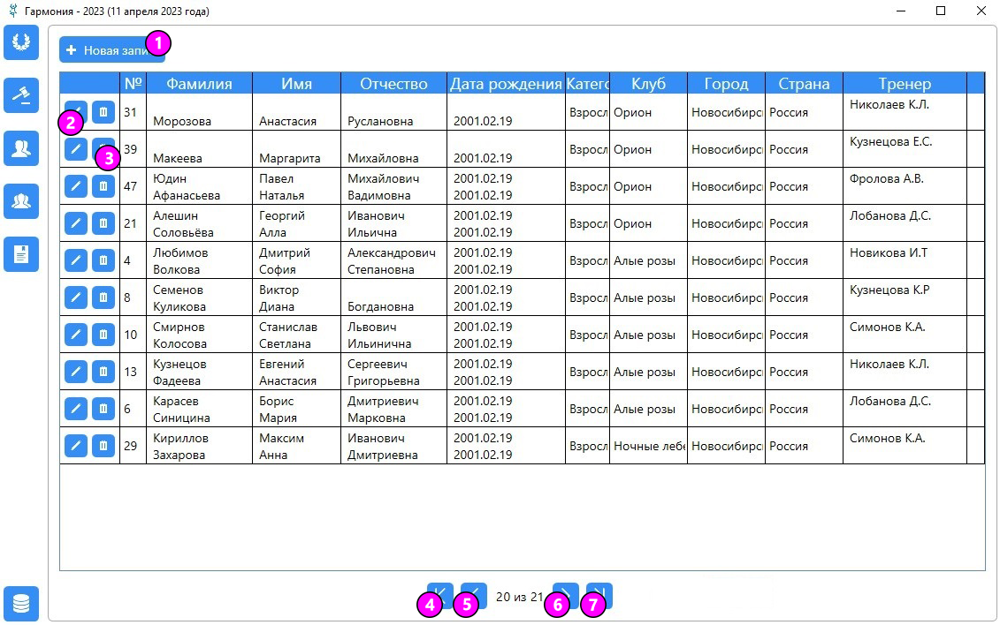 Гармония - 2023 (11 апреля 2023 года)
+ Новая запи 1
№ Фамилия Имя Отчество Дата рождения Катего Клуб Город Страна Тренер
2 31 Морозова Анастасия Руслановна 2001.02.19 Взросл Орион Новосибирс Россия Николаев К.Л.
3 39 Макеева Маргарита Михайловна 2001.02.19 Взросл Орион Новосибирс Россия Кузнецова Е.С.
47 Юдин Павел Михайлович 2001.02.19 Взросл Орион Новосибирс Россия Фролова А.В.
Афанасьева Наталья Вадимовна 2001.02.19
21 Алешин Георгий Иванович 2001.02.19 Взросл Орион Новосибирс Россия Лобанова Д.С.
Соловьёва Алла Ильична 2001.02.19
4 Любимов Дмитрий Александрович 2001.02.19 Взросл Алые розы Новосибирс Россия Новикова И.Т
Волкова София Степановна 2001.02.19
8 Семенов Виктор 2001.02.19 Взросл Алые розы Новосибирс Россия Кузнецова К.Р
Куликова Диана Богдановна 2001.02.19
10 Смирнов Станислав Львович 2001.02.19 Взросл Алые розы Новосибирс Россия Симонов К.А.
Колосова Светлана Ильинична 2001.02.19
13 Кузнецов Евгений Сергеевич 2001.02.19 Взросл Алые розы Новосибирс Россия Николаев К.Л.
Фадеева Анастасия Григорьевна 2001.02.19
6 Карасев Борис Дмитриевич 2001.02.19 Взросл Алые розы Новосибирс Россия Лобанова Д.С.
Синицина Мария Марковна 2001.02.19
29 Кириллов Максим Иванович 2001.02.19 Взросл Ночные лебе Новосибирс Россия Симонов К.А.
Захарова Анна Дмитриевна 2001.02.19
4 5 20 из 21 6 7